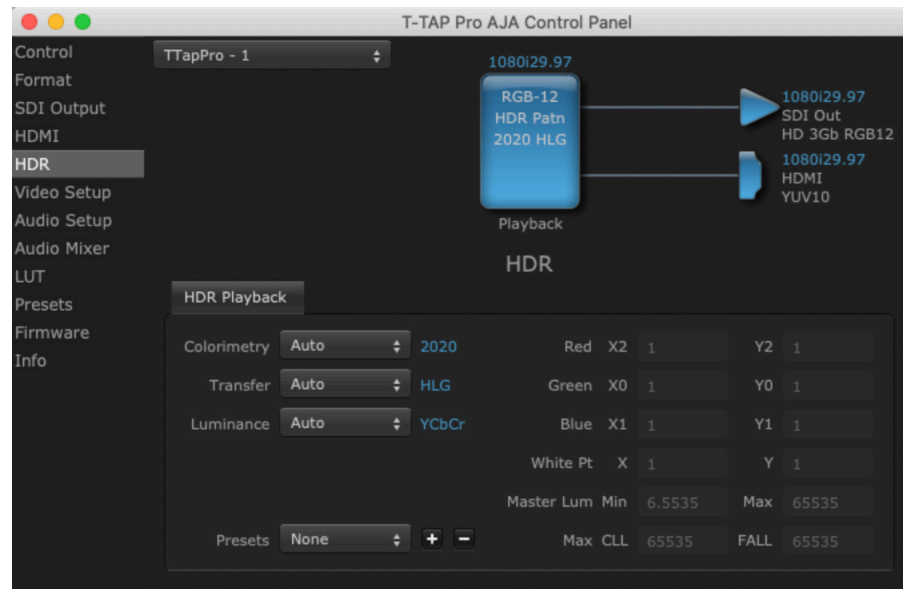 T-TAP Pro AJA Control Panel
Control
Format
SDI Output
HDMI
HDR
Video Setup
Audio Setup
Audio Mixer
LUT
Presets
Firmware
Info
TTapPro - 1
1080i29.97
RGB-12
HDR Patn
2020 HLG
Playback
1080i29.97
SDI Out
HD 3Gb RGB12
1080i29.97
HDMI
YUV10
HDR
HDR Playback
Colorimetry Auto 2020 Red X2 1 Y2 1
Transfer Auto HLG Green X0 1 Y0 1
Luminance Auto YCbCr Blue X1 1 Y1 1
White Pt X 1 Y 1
Master Lum Min 6.5535 Max 65535
Presets None + - Max CLL 65535 FALL 65535